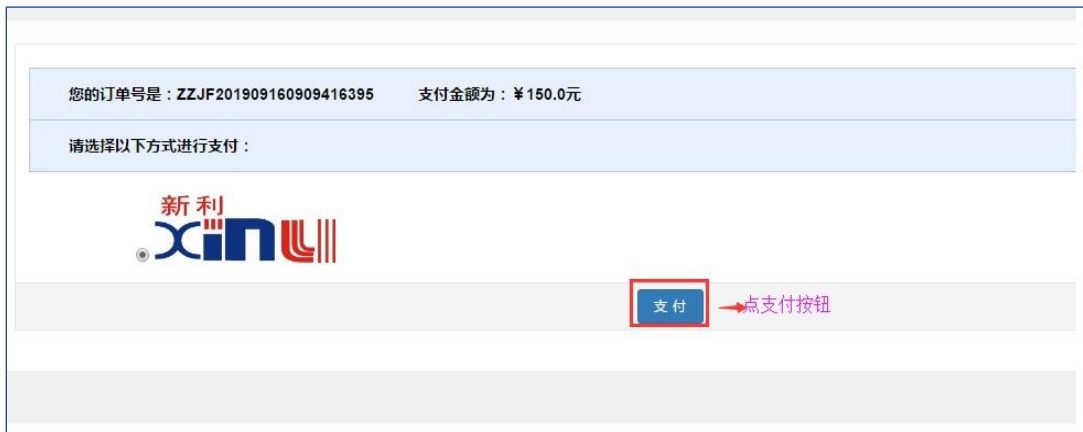 您的订单号是：ZZJF201909160909416395 支付金额为：￥150.0元
请选择以下方式进行支付：
新利
xinLI
支付 点支付按钮